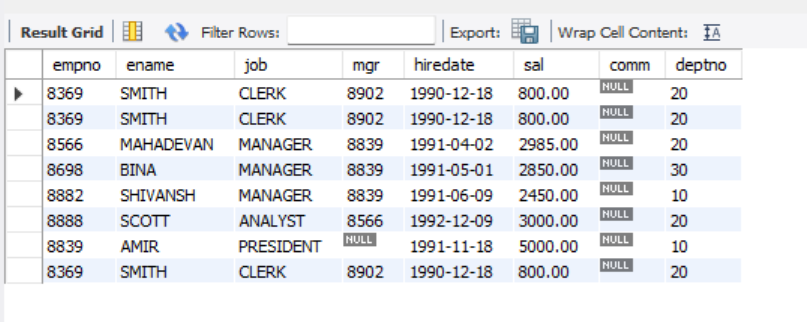 Result Grid Filter Rows: Export: Wrap Cell Content: IA
empno ename job mgr hiredate sal comm deptno
8369 SMITH CLERK 8902 1990-12-18 800.00 NULL 20
8369 SMITH CLERK 8902 1990-12-18 800.00 NULL 20
8566 MAHADEVAN MANAGER 8839 1991-04-02 2985.00 NULL 20
8698 BINA MANAGER 8839 1991-05-01 2850.00 NULL 30
8882 SHIVANSH MANAGER 8839 1991-06-09 2450.00 NULL 10
8888 SCOTT ANALYST 8566 1992-12-09 3000.00 NULL 20
8839 AMIR PRESIDENT NULL 1991-11-18 5000.00 NULL 10
8369 SMITH CLERK 8902 1990-12-18 800.00 NULL 20